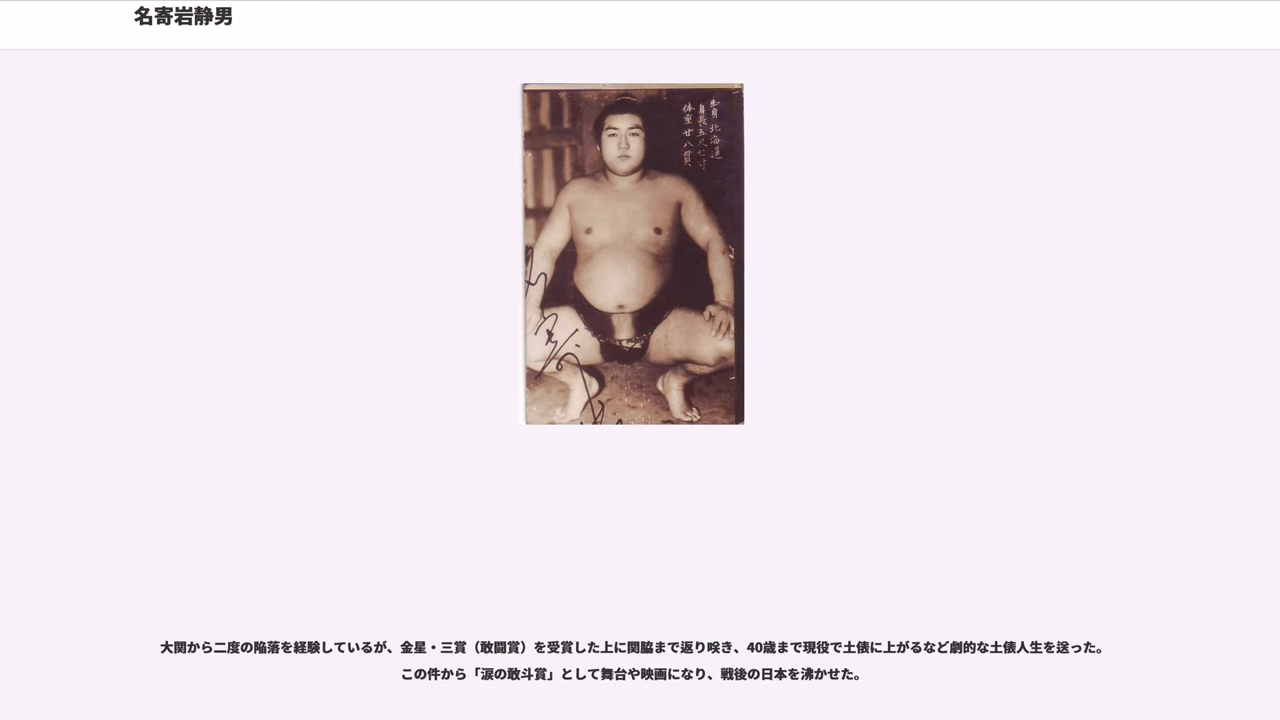 名寄岩静男
出身 北海道
身長 五尺七寸
体重 廿八貫
大関から二度の陥落を経験しているが、金星・三賞（敢闘賞）を受賞した上に関脇まで返り咲き、40歳まで現役で土俵に上がるなど劇的な土俵人生を送った。
この件から「涙の敢斗賞」として舞台や映画になり、戦後の日本を沸かせた。